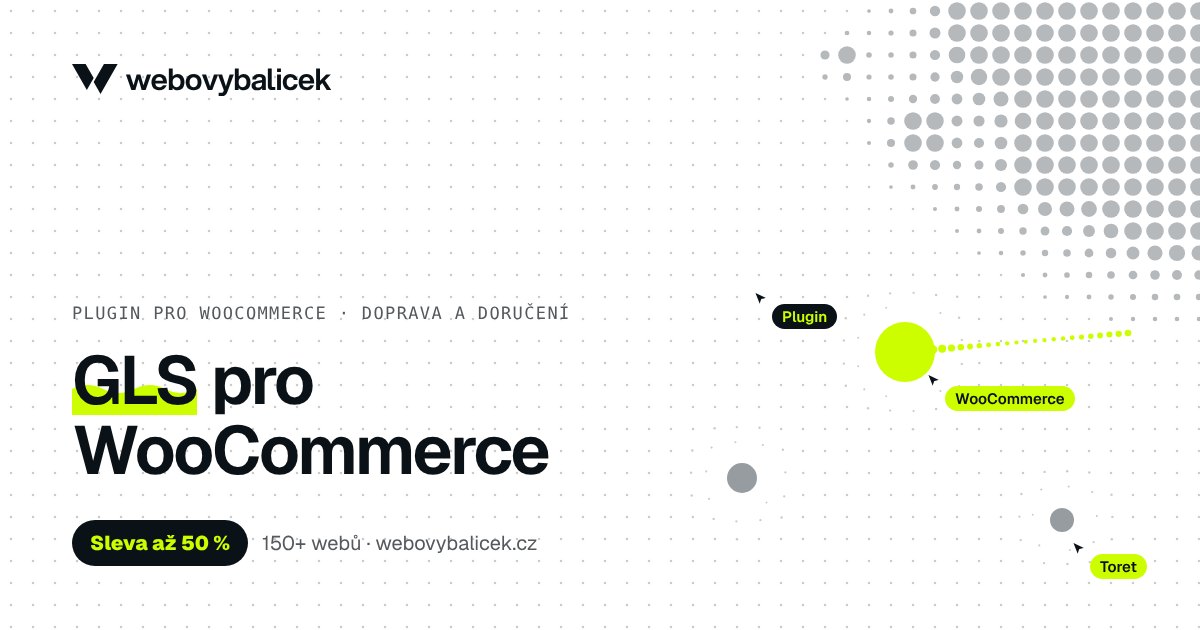 webovybalicek
PLUGIN PRO WOOCOMMERCE · DOPRAVA A DORUČENÍ
GLS pro
WooCommerce
Sleva až 50 %
150+ webů · webovybalicek.cz
Plugin
WooCommerce
Toret